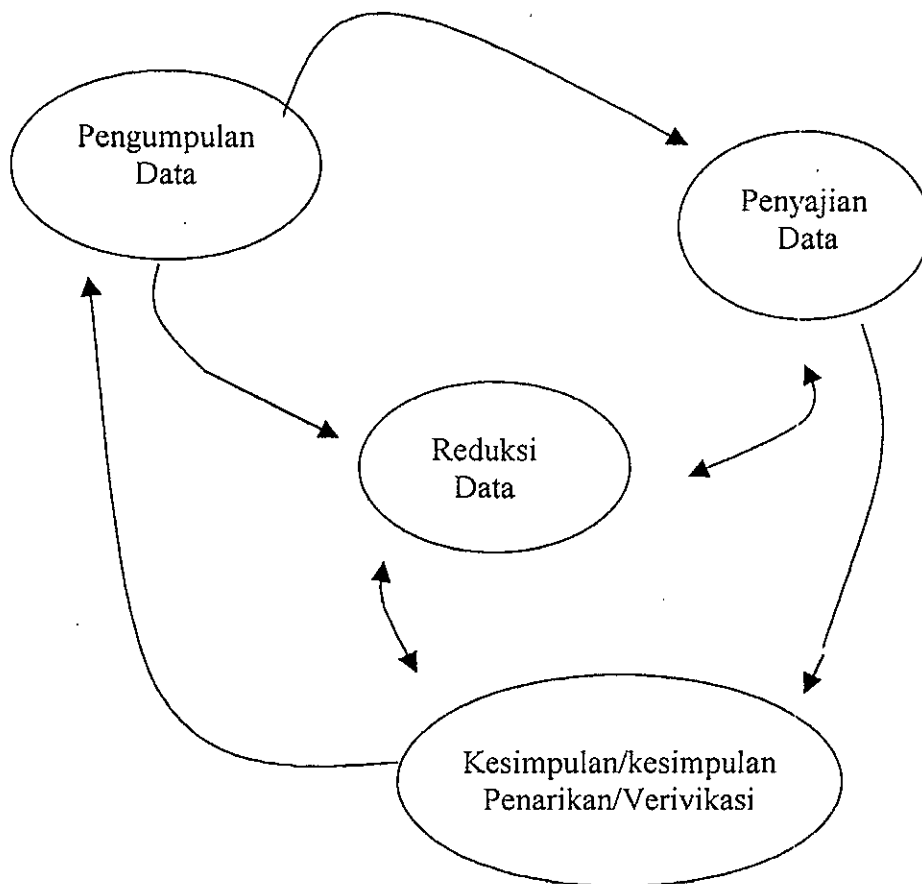 Pengumpulan
Data
Penyajian
Data
Reduksi
Data
Kesimpulan/kesimpulan
Penarikan/Verivikasi